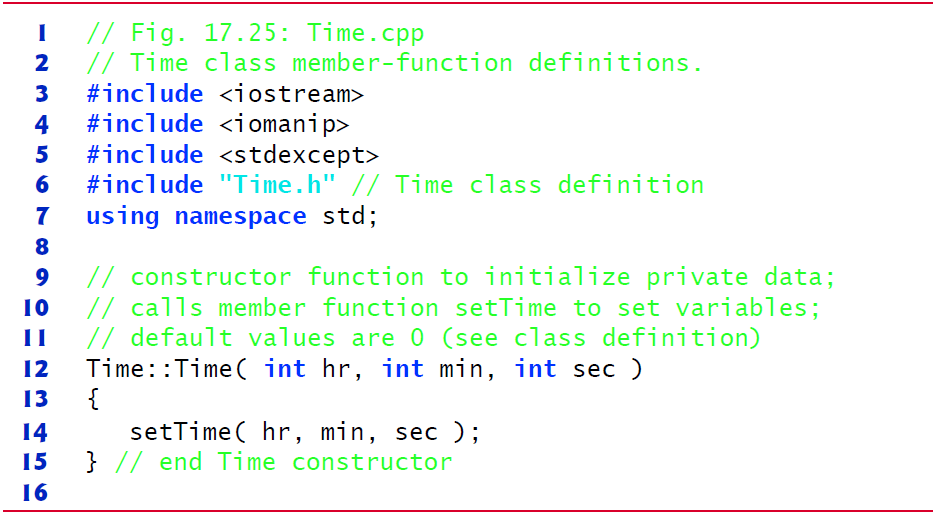 1 // Fig. 17.25: Time.cpp
2 // Time class member-function definitions.
3 #include <iostream>
4 #include <iomanip>
5 #include <stdexcept>
6 #include "Time.h" // Time class definition
7 using namespace std;
8
9 // constructor function to initialize private data;
10 // calls member function setTime to set variables;
11 // default values are 0 (see class definition)
12 Time::Time( int hr, int min, int sec )
13 {
14    setTime( hr, min, sec );
15 } // end Time constructor
16